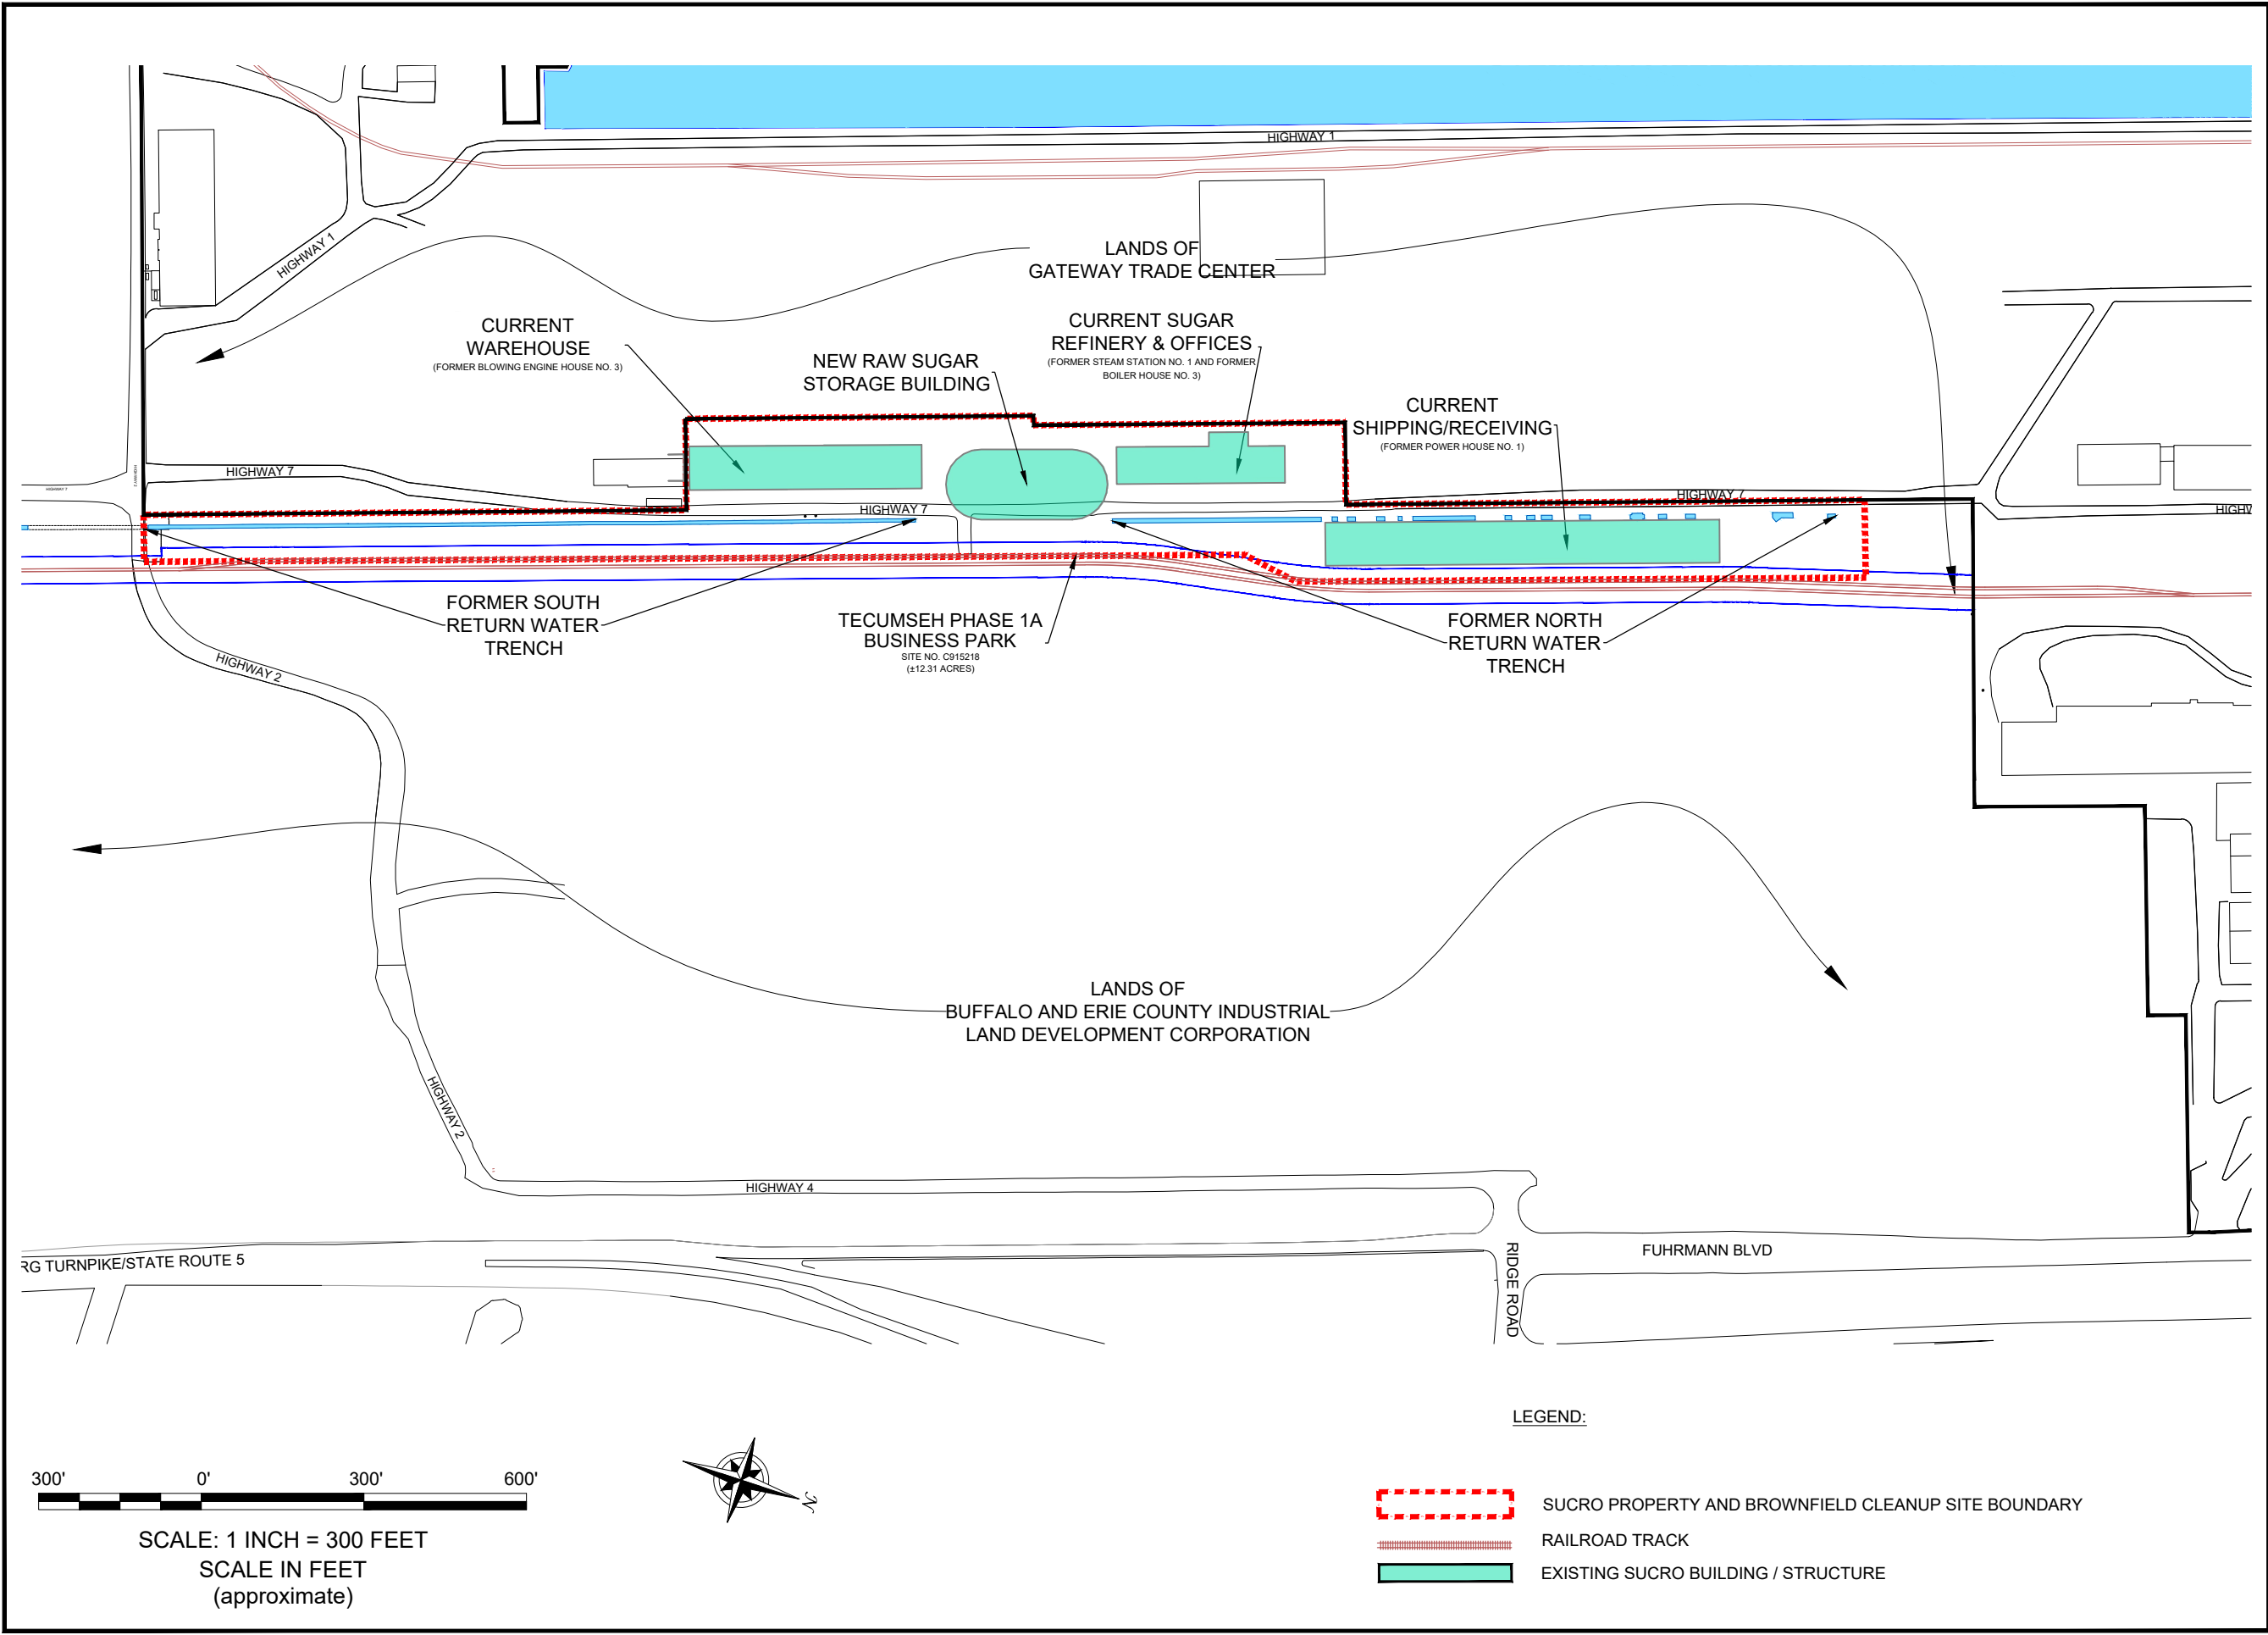 HIGHWAY 1
HIGHWAY 1
LANDS OF
GATEWAY TRADE CENTER
CURRENT
WAREHOUSE
(FORMER BLOWING ENGINE HOUSE NO. 3)
NEW RAW SUGAR
STORAGE BUILDING
CURRENT SUGAR
REFINERY & OFFICES
(FORMER STEAM STATION NO. 1 AND FORMER
BOILER HOUSE NO. 3)
CURRENT
SHIPPING/RECEIVING
(FORMER POWER HOUSE NO. 1)
HIGHWAY 7
HIGHWAY 7
HIGHWAY 7
HIGHWAY 7
HIGHW
FORMER SOUTH
RETURN WATER
TRENCH
TECUMSEH PHASE 1A
BUSINESS PARK
SITE NO. C915218
(±12.31 ACRES)
FORMER NORTH
RETURN WATER
TRENCH
HIGHWAY 2
LANDS OF
BUFFALO AND ERIE COUNTY INDUSTRIAL
LAND DEVELOPMENT CORPORATION
HIGHWAY 2
HIGHWAY 4
RG TURNPIKE/STATE ROUTE 5
RIDGE ROAD
FUHRMANN BLVD
LEGEND:
300' 0' 300' 600'
SCALE: 1 INCH = 300 FEET
SCALE IN FEET
(approximate)
N
SUCRO PROPERTY AND BROWNFIELD CLEANUP SITE BOUNDARY
RAILROAD TRACK
EXISTING SUCRO BUILDING / STRUCTURE